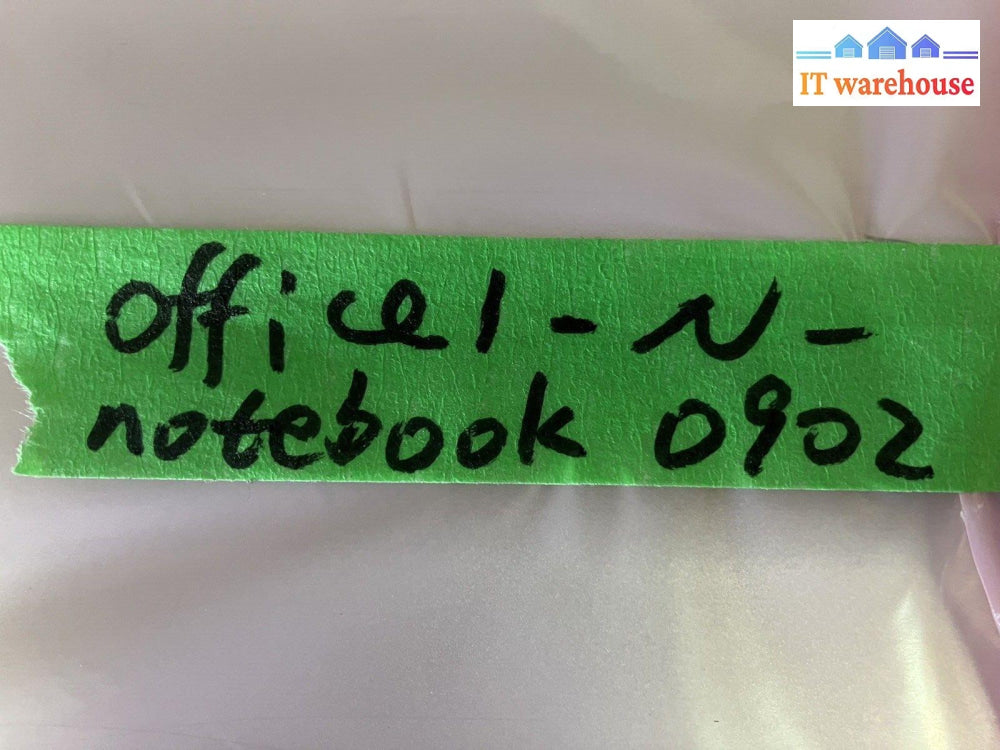 IT warehouse
office1-N-
notebook 0902